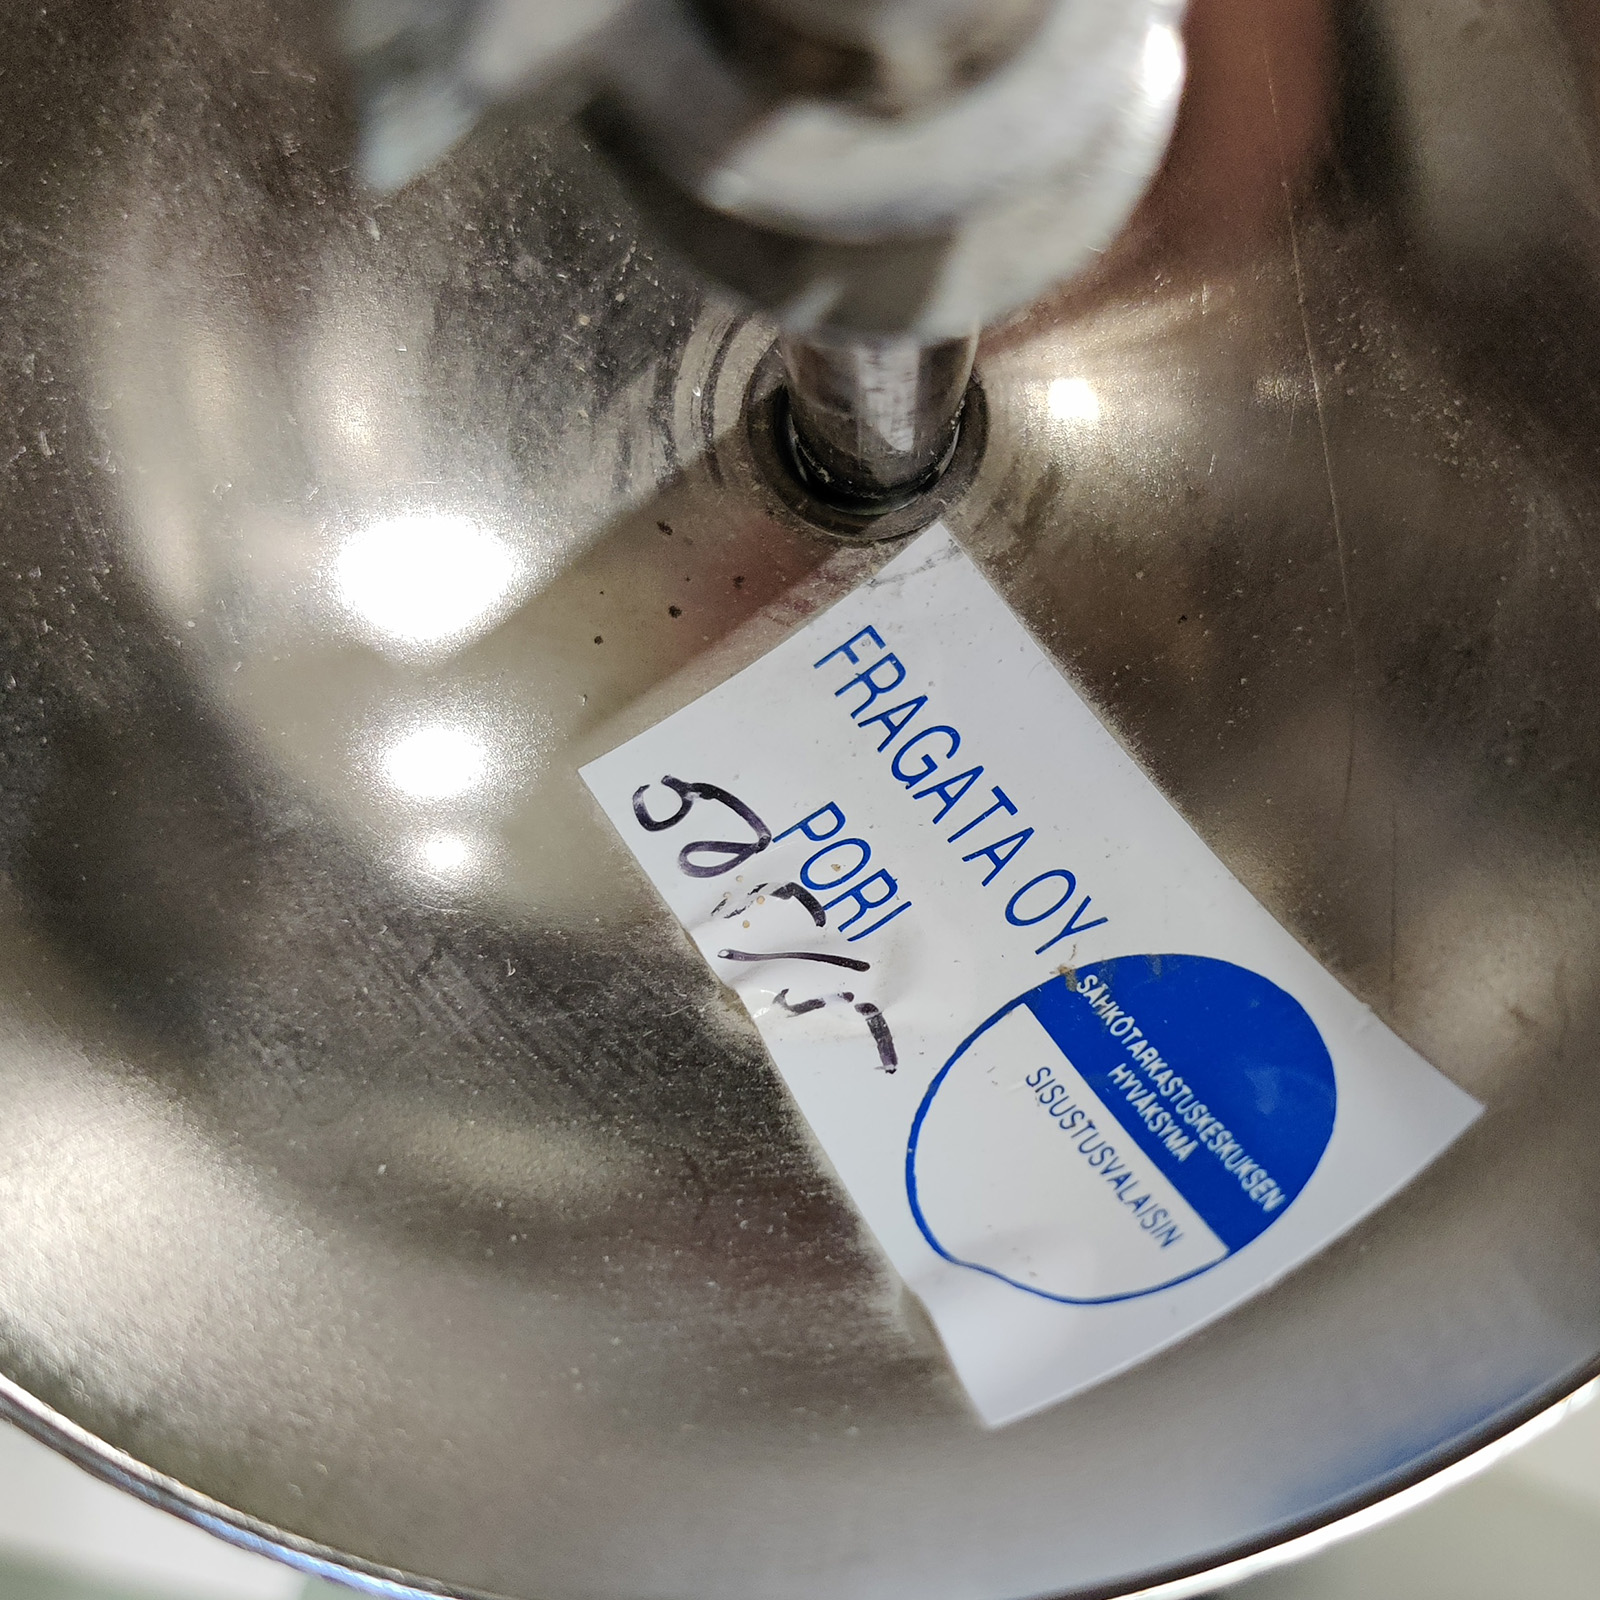 FRAGATA OY
PORI
SÄHKÖTARKASTUSKESKUKSEN
HYVÄKSYMÄ
SISUSTUSVALAISIN